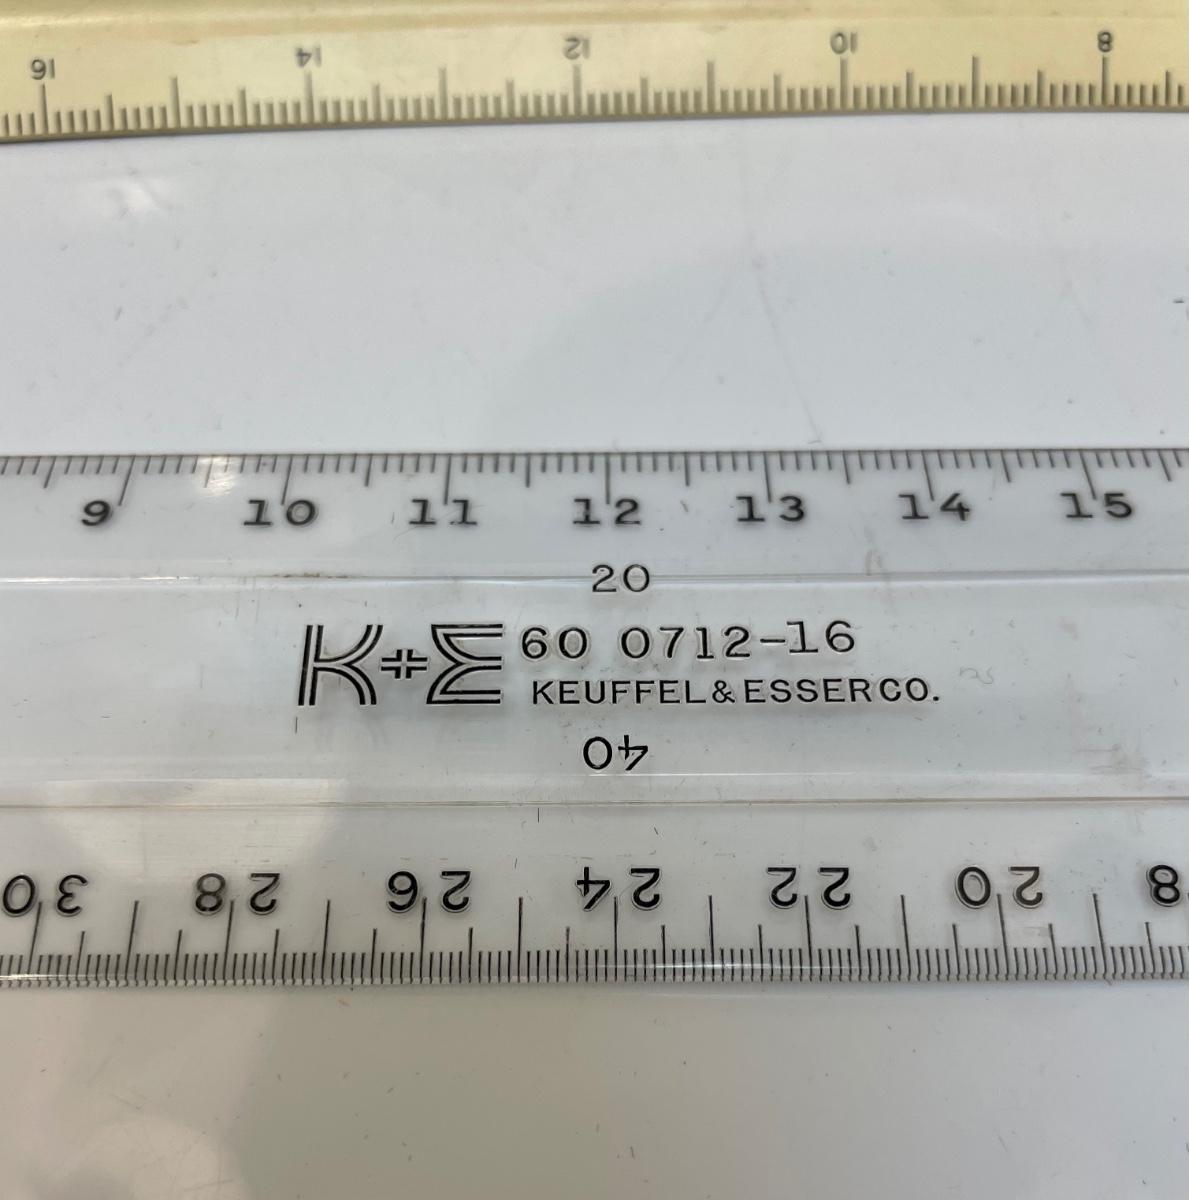 16 14 12 10 8
9 10 11 12 13 14 15
20
K+E 60 0712-16
KEUFFEL & ESSER CO.
40
30 28 26 24 22 20 8